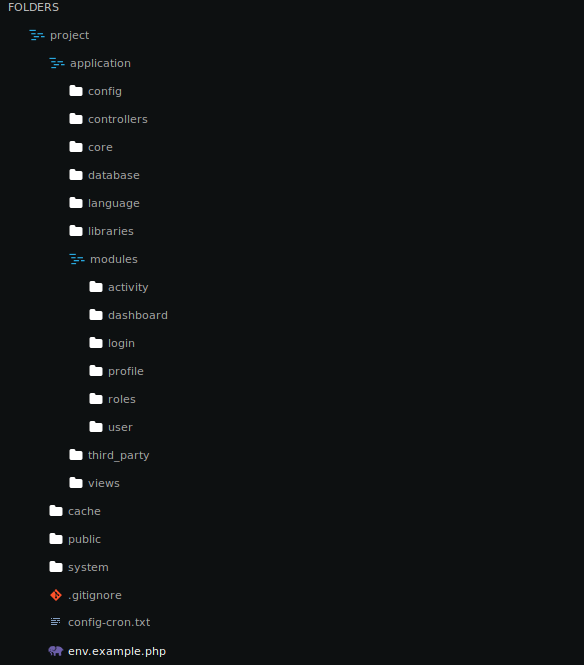 FOLDERS
project
application
config
controllers
core
database
language
libraries
modules
activity
dashboard
login
profile
roles
user
third_party
views
cache
public
system
.gitignore
config-cron.txt
env.example.php